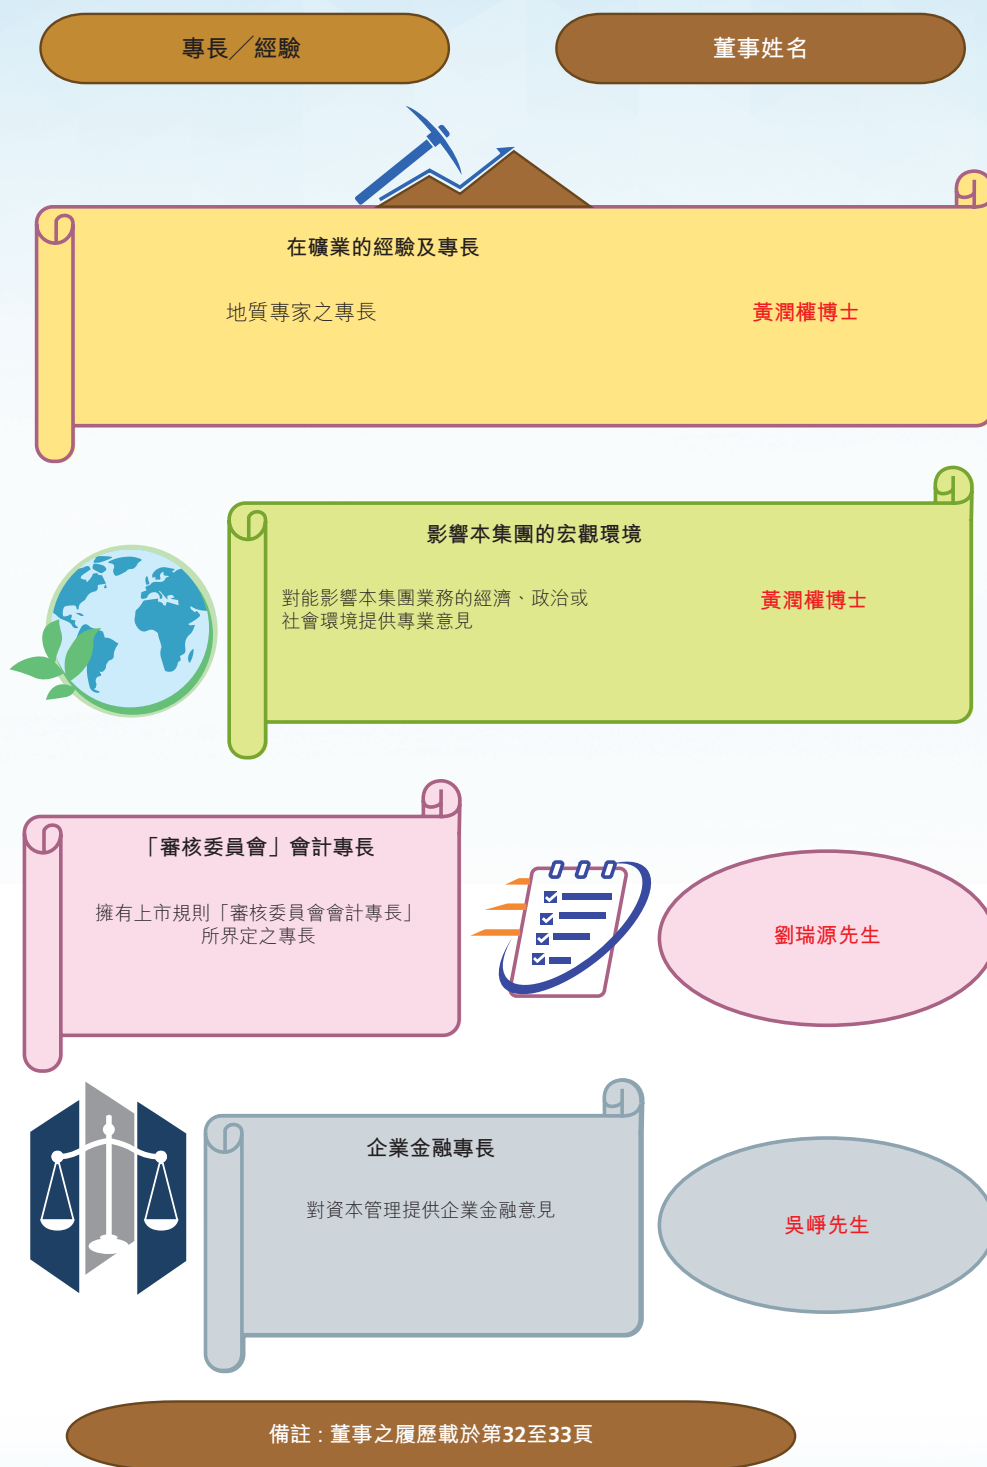 專長／經驗
董事姓名
在礦業的經驗及專長
地質專家之專長
黃潤權博士
影響本集團的宏觀環境
對能影響本集團業務的經濟、政治或
社會環境提供專業意見
黃潤權博士
「審核委員會」會計專長
擁有上市規則「審核委員會會計專長」
所界定之專長
劉瑞源先生
企業金融專長
對資本管理提供企業金融意見
吳崢先生
備註：董事之履歷載於第32至33頁